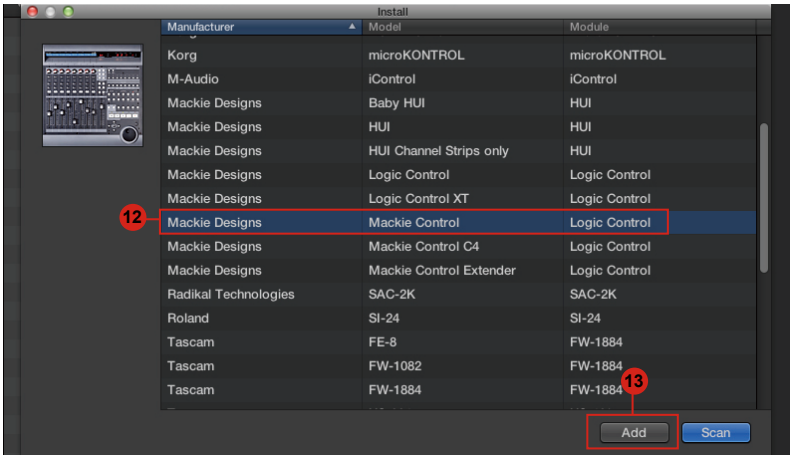 Install
Manufacturer Model Module
Korg microKONTROL microKONTROL
M-Audio iControl iControl
Mackie Designs Baby HUI HUI
Mackie Designs HUI HUI
Mackie Designs HUI Channel Strips only HUI
Mackie Designs Logic Control Logic Control
Mackie Designs Logic Control XT Logic Control
12 Mackie Designs Mackie Control Logic Control
Mackie Designs Mackie Control C4 Logic Control
Mackie Designs Mackie Control Extender Logic Control
Radikal Technologies SAC-2K SAC-2K
Roland SI-24 SI-24
Tascam FE-8 FW-1884
Tascam FW-1082 FW-1884
Tascam FW-1884 FW-1884
13
Add Scan